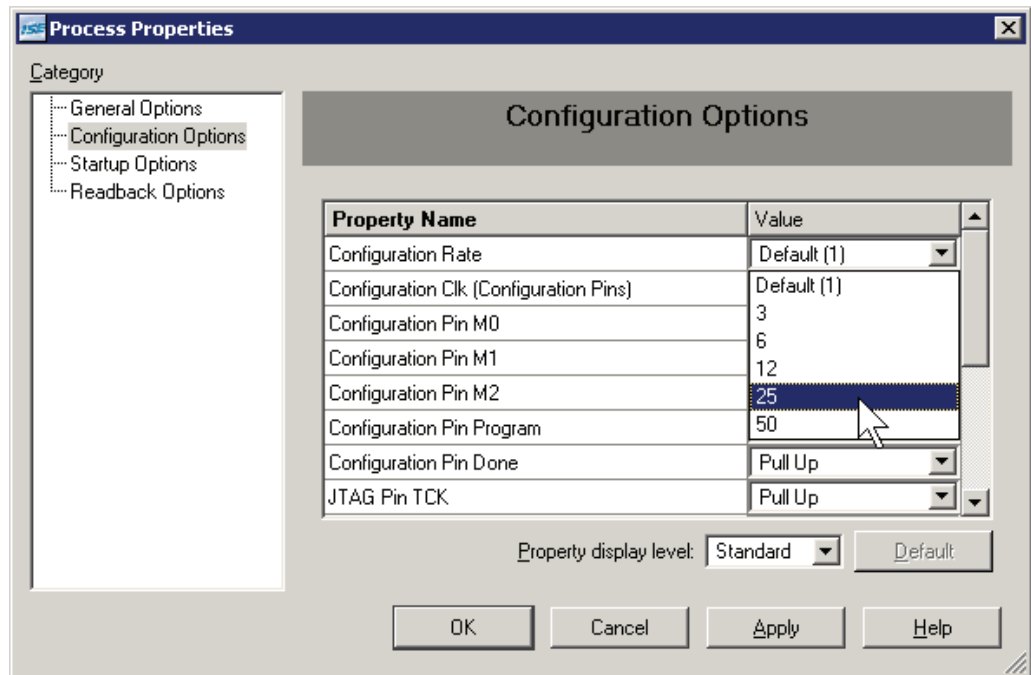 ISE Process Properties
Category
General Options
Configuration Options
Startup Options
Readback Options
Configuration Options
Property Name Value
Configuration Rate Default (1)
Configuration Clk (Configuration Pins) Default (1)
3
Configuration Pin M0 6
Configuration Pin M1 12
Configuration Pin M2 25
Configuration Pin Program 50
Configuration Pin Done Pull Up
JTAG Pin TCK Pull Up
Property display level: Standard Default
OK Cancel Apply Help